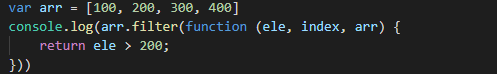 var arr = [100, 200, 300, 400]
console.log(arr.filter(function (ele, index, arr) {
    return ele > 200;
}))